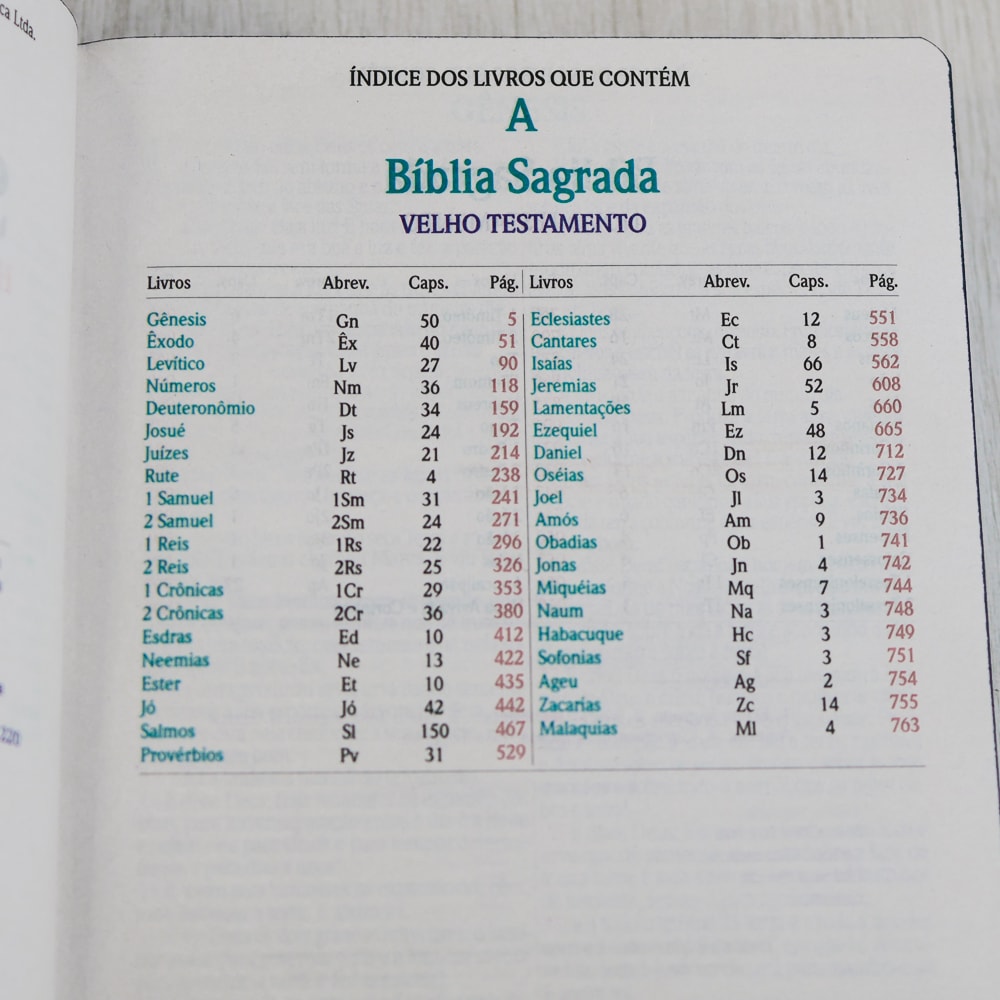 ca Ltda.
ÍNDICE DOS LIVROS QUE CONTÉM
A
Bíblia Sagrada
VELHO TESTAMENTO
Livros Abrev. Caps. Pág.
Gênesis Gn 50 5
Êxodo Êx 40 51
Levítico Lv 27 90
Números Nm 36 118
Deuteronômio Dt 34 159
Josué Js 24 192
Juízes Jz 21 214
Rute Rt 4 238
1 Samuel 1Sm 31 241
2 Samuel 2Sm 24 271
1 Reis 1Rs 22 296
2 Reis 2Rs 25 326
1 Crônicas 1Cr 29 353
2 Crônicas 2Cr 36 380
Esdras Ed 10 412
Neemias Ne 13 422
Ester Et 10 435
Jó Jó 42 442
Salmos Sl 150 467
Provérbios Pv 31 529
Livros Abrev. Caps. Pág.
Eclesiastes Ec 12 551
Cantares Ct 8 558
Isaías Is 66 562
Jeremias Jr 52 608
Lamentações Lm 5 660
Ezequiel Ez 48 665
Daniel Dn 12 712
Oséias Os 14 727
Joel Jl 3 734
Amós Am 9 736
Obadias Ob 1 741
Jonas Jn 4 742
Miquéias Mq 7 744
Naum Na 3 748
Habacuque Hc 3 749
Sofonias Sf 3 751
Ageu Ag 2 754
Zacarias Zc 14 755
Malaquias Ml 4 763